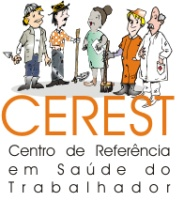 CEREST
Centro de Referência
em Saúde do
Trabalhador